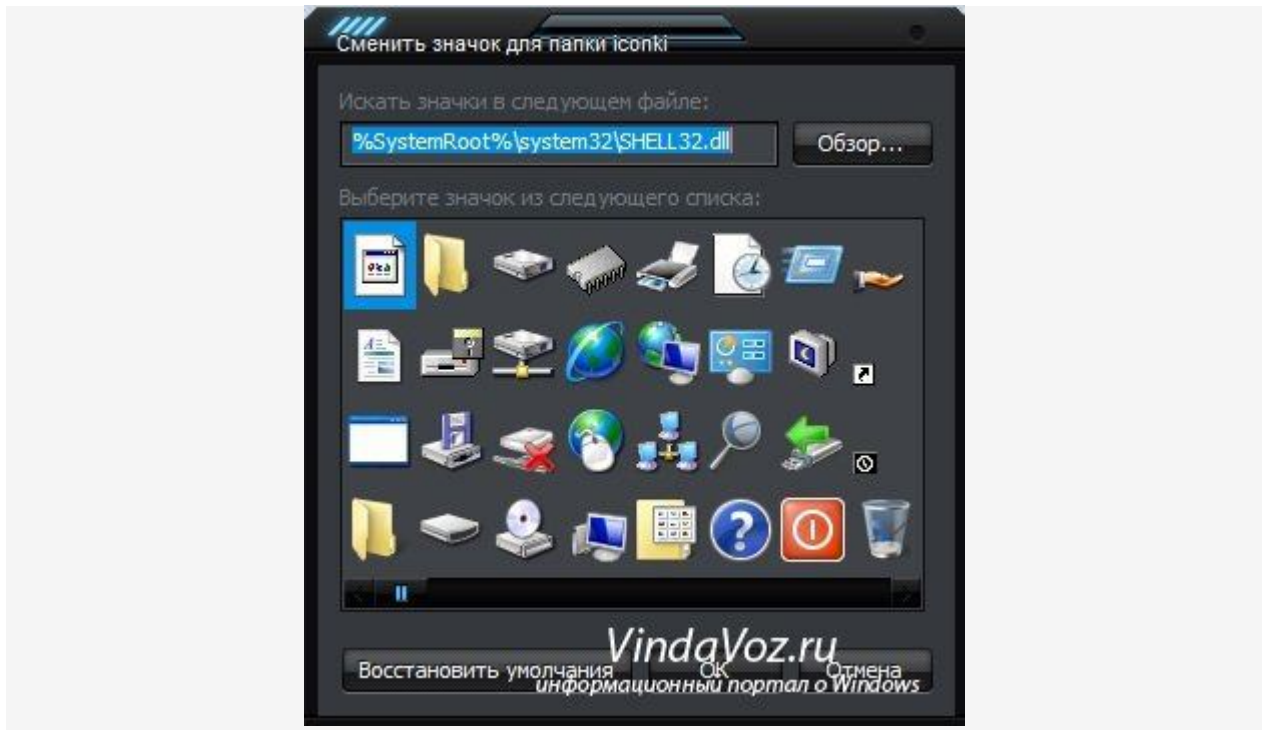 Сменить значок для папки iconki
Искать значки в следующем файле:
%SystemRoot%\system32\SHELL32.dll
Обзор...
Выберите значок из следующего списка:
VindaVoz.ru
Восстановить умолчания
ОК
Отмена
информационный портал о Windows